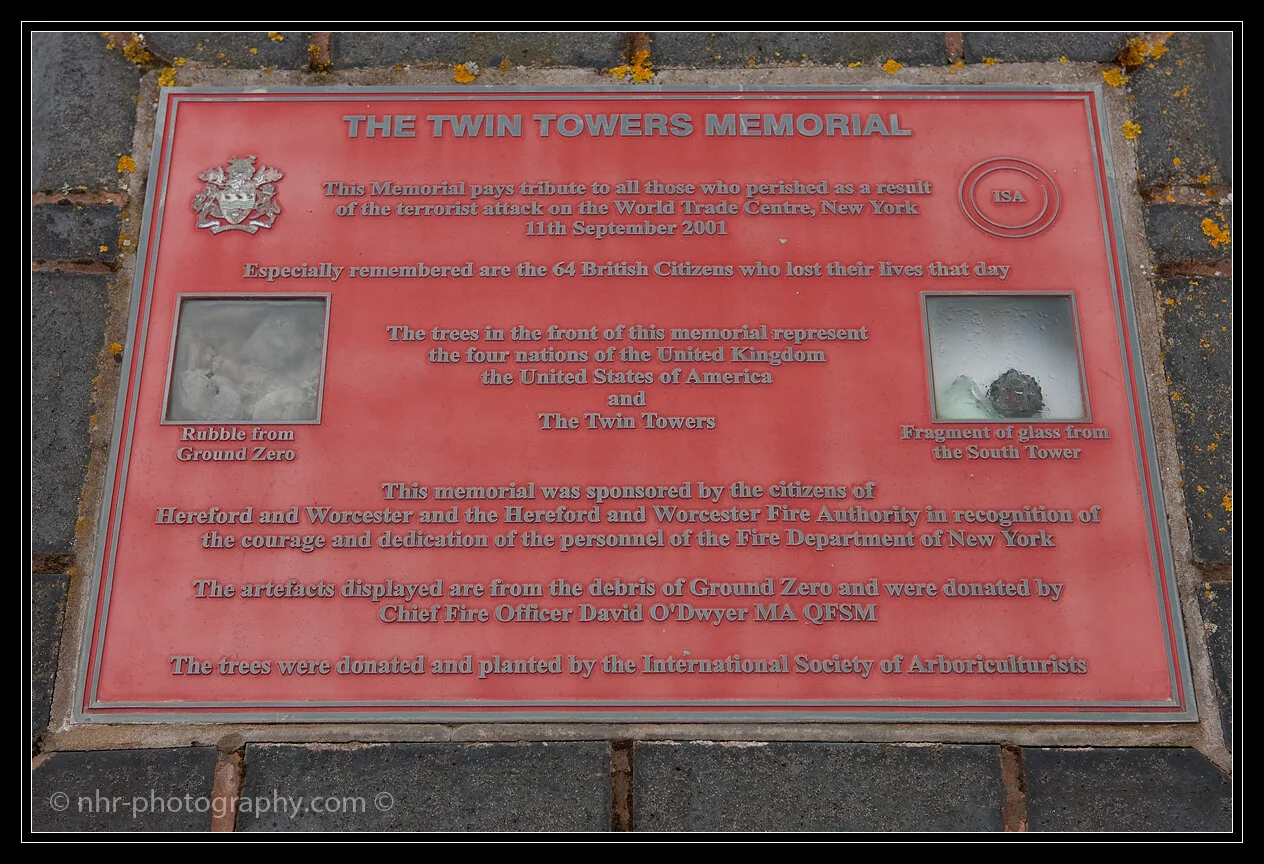 THE TWIN TOWERS MEMORIAL
This Memorial pays tribute to all those who perished as a result
of the terrorist attack on the World Trade Centre, New York
11th September 2001
ISA
Especially remembered are the 64 British Citizens who lost their lives that day
The trees in the front of this memorial represent
the four nations of the United Kingdom
the United States of America
and
The Twin Towers
Rubble from
Ground Zero
Fragment of glass from
the South Tower
This memorial was sponsored by the citizens of
Hereford and Worcester and the Hereford and Worcester Fire Authority in recognition of
the courage and dedication of the personnel of the Fire Department of New York
The artefacts displayed are from the debris of Ground Zero and were donated by
Chief Fire Officer David O'Dwyer MA QFSM
The trees were donated and planted by the International Society of Arboriculturists
© nhr-photography.com ©